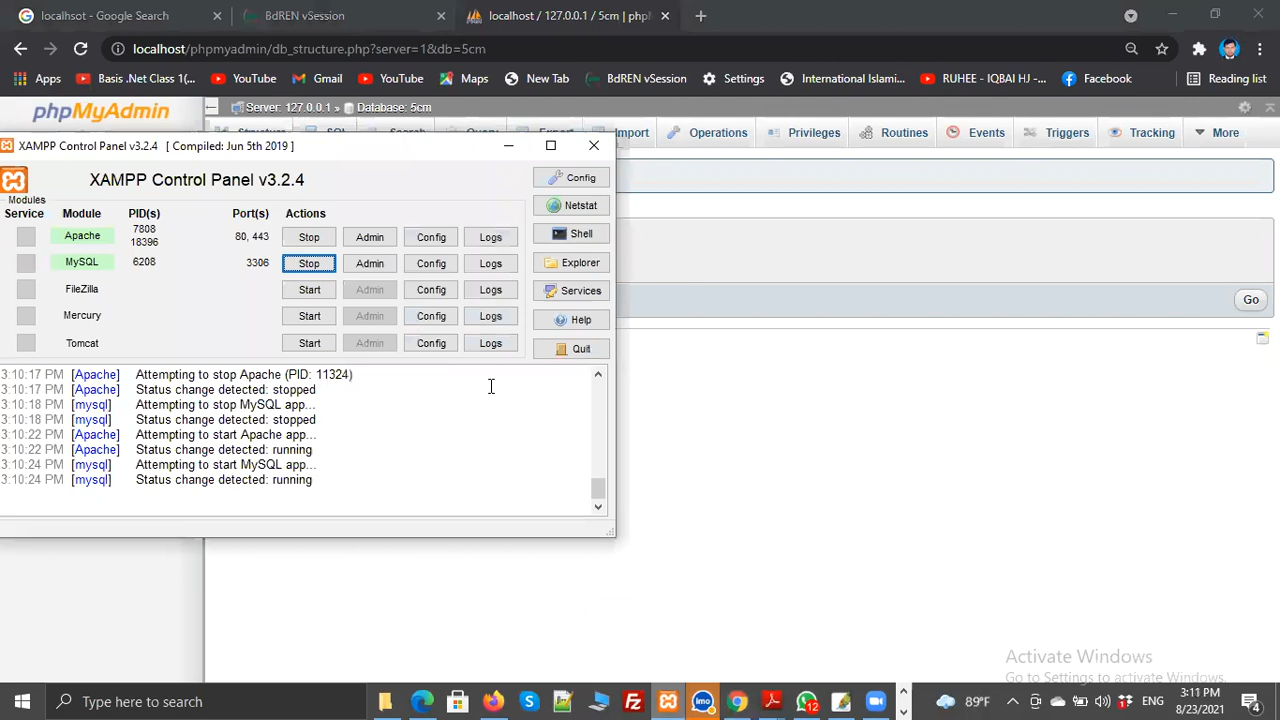 localhsot - Google Search
BdREN vSession
localhost / 127.0.0.1 / 5cm | phpM
localhost/phpmyadmin/db_structure.php?server=1&db=5cm
Apps
Basis .Net Class 1(...
YouTube
Gmail
YouTube
Maps
New Tab
BdREN vSession
Settings
International Islami...
RUHEE - IQBAl HJ -...
Facebook
Reading list
phpMyAdmin
Server: 127.0.0.1 » Database: 5cm
Structure
SQL
Search
Query
Export
Import
Operations
Privileges
Routines
Events
Triggers
Tracking
More
XAMPP Control Panel v3.2.4 [ Compiled: Jun 5th 2019 ]
XAMPP Control Panel v3.2.4
Config
Modules
Service
Module
PID(s)
Port(s)
Actions
Netstat
Apache
7808
18396
80, 443
Stop
Admin
Config
Logs
Shell
MySQL
6208
3306
Stop
Admin
Config
Logs
Explorer
FileZilla
Start
Admin
Config
Logs
Services
Mercury
Start
Admin
Config
Logs
Help
Tomcat
Start
Admin
Config
Logs
Quit
Go
3:10:17 PM [Apache] Attempting to stop Apache (PID: 11324)
3:10:17 PM [Apache] Status change detected: stopped
3:10:18 PM [mysql] Attempting to stop MySQL app...
3:10:18 PM [mysql] Status change detected: stopped
3:10:22 PM [Apache] Attempting to start Apache app...
3:10:22 PM [Apache] Status change detected: running
3:10:24 PM [mysql] Attempting to start MySQL app...
3:10:24 PM [mysql] Status change detected: running
Activate Windows
Go to Settings to activate Windows.
Type here to search
imo
12
89°F
ENG
3:11 PM
8/23/2021
4